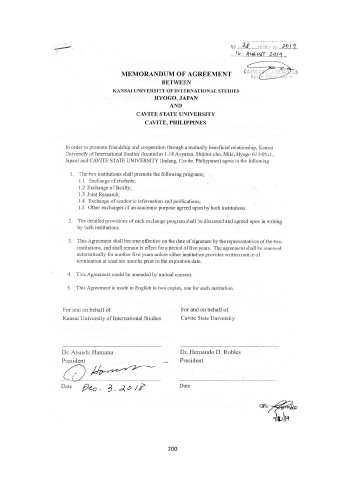 28 2019
16 AUGUST 2019
MEMORANDUM OF AGREEMENT
BETWEEN
KANSAI UNIVERSITY OF INTERNATIONAL STUDIES
HYOGO, JAPAN
AND
CAVITE STATE UNIVERSITY
CAVITE, PHILIPPINES
In order to promote friendship and cooperation through a mutually beneficial relationship, Kansai
University of International Studies (located at 1-18 Aoyama, Shijimi-cho, Miki, Hyogo 673-0521,
Japan) and CAVITE STATE UNIVERSITY (Indang, Cavite, Philippines) agree to the following:
1. The two institutions shall promote the following programs;
1.1 Exchange of students;
1.2 Exchange of faculty;
1.3 Joint Research;
1.4 Exchange of academic information and publications;
1.5 Other exchanges of an academic purpose agreed upon by both institutions.
2. The detailed provisions of each exchange program shall be discussed and agreed upon in writing
by both institutions.
3. This Agreement shall become effective on the date of signature by the representatives of the two
institutions, and shall remain in effect for a period of five years. The agreement shall be renewed
automatically for another five years unless either institution provides written notice of
termination at least six months prior to the expiration date.
4. This Agreement could be amended by mutual consent.
5. This Agreement is made in English in two copies, one for each institution.
For and on behalf of For and on behalf of
Kansai University of International Studies Cavite State University
Dr. Atsushi Hamana Dr. Hernando D. Robles
President President
Date Dec. 3. 2018 Date
200